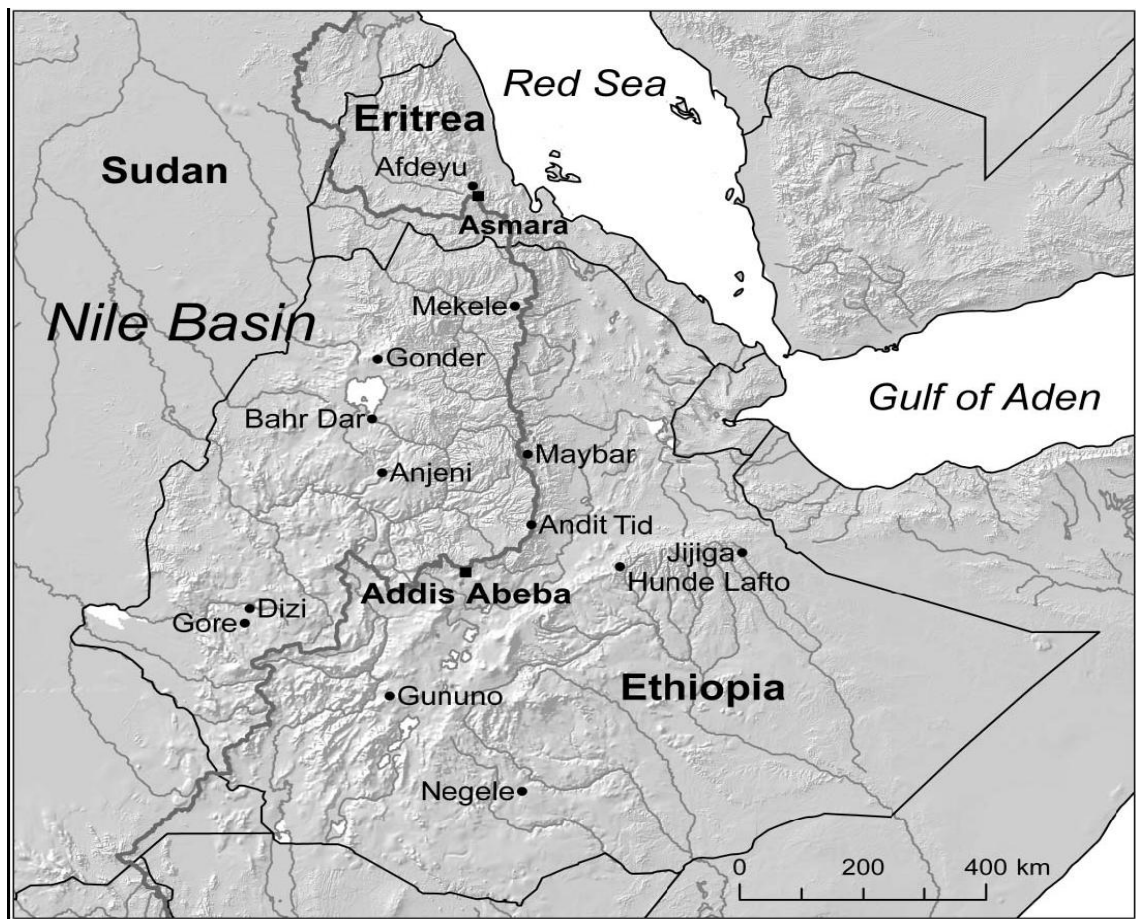 Red Sea
Eritrea
Afdeyu
Sudan
Asmara
Nile Basin
Mekele
Gonder
Gulf of Aden
Bahr Dar
Maybar
Anjeni
Andit Tid
Jijiga
Hunde Lafto
Addis Abeba
Dizi
Gore
Ethiopia
Gununo
Negele
0 200 400 km